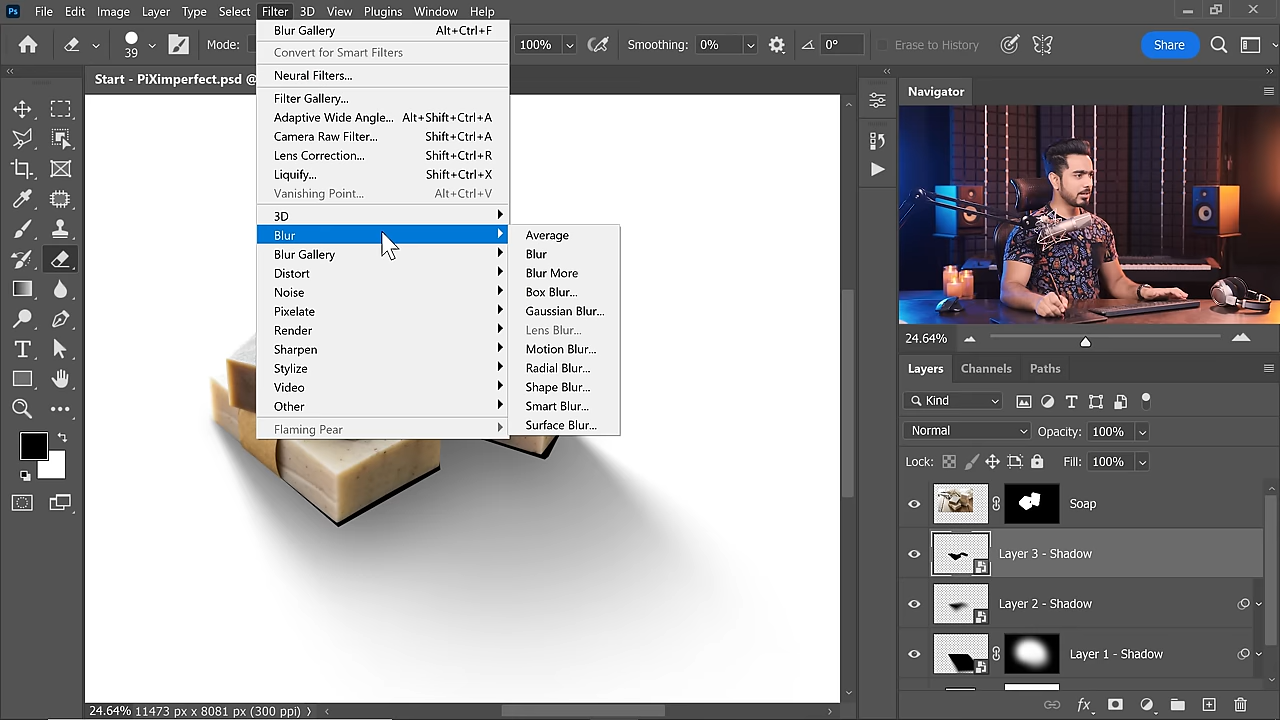 Ps File Edit Image Layer Type Select Filter 3D View Plugins Window Help
39 Mode: 100% Smoothing: 0% 0° Erase to History Share
Start - PiXimperfect.psd @
Blur Gallery Alt+Ctrl+F
Convert for Smart Filters
Neural Filters...
Filter Gallery...
Adaptive Wide Angle... Alt+Shift+Ctrl+A
Camera Raw Filter... Shift+Ctrl+A
Lens Correction... Shift+Ctrl+R
Liquify... Shift+Ctrl+X
Vanishing Point... Alt+Ctrl+V
3D
Blur
Blur Gallery
Distort
Noise
Pixelate
Render
Sharpen
Stylize
Video
Other
Flaming Pear
Average
Blur
Blur More
Box Blur...
Gaussian Blur...
Lens Blur...
Motion Blur...
Radial Blur...
Shape Blur...
Smart Blur...
Surface Blur...
Navigator
24.64%
Layers Channels Paths
Kind
Normal Opacity: 100%
Lock: Fill: 100%
Soap
Layer 3 - Shadow
Layer 2 - Shadow
Layer 1 - Shadow
fx
24.64% 11473 px x 8081 px (300 ppi)